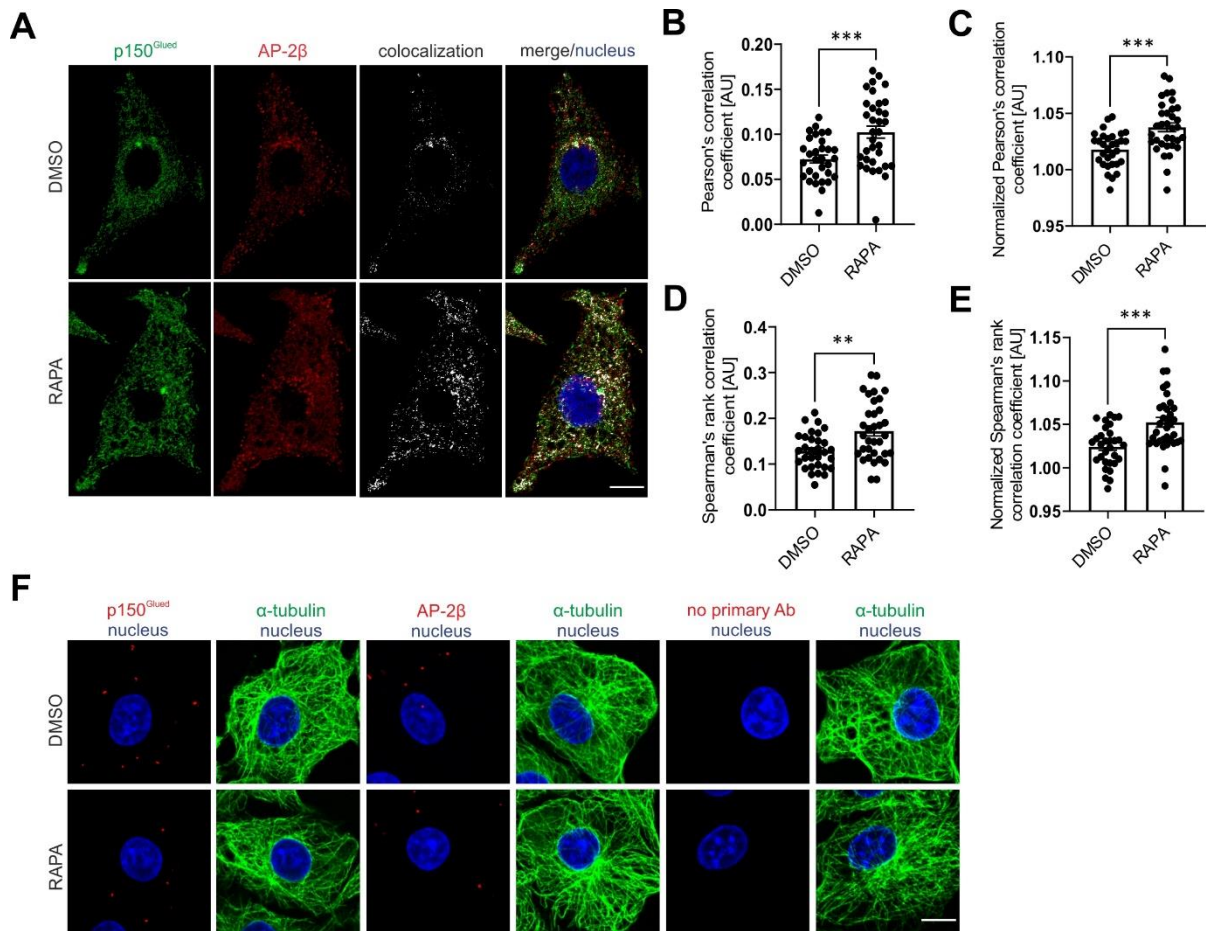 A
p150Glued
AP-2β
colocalization
merge/nucleus
DMSO
RAPA
B
Pearson's correlation
coefficient [AU]
0.20
0.15
0.10
0.05
0.00
***
DMSO
RAPA
C
Normalized Pearson's correlation
coefficient [AU]
1.10
1.05
1.00
0.95
***
DMSO
RAPA
D
Spearman's rank correlation
coefficient [AU]
0.4
0.3
0.2
0.1
0.0
**
DMSO
RAPA
E
Normalized Spearman's rank
correlation coefficient [AU]
1.15
1.10
1.05
1.00
0.95
***
DMSO
RAPA
F
p150Glued
nucleus
α-tubulin
nucleus
AP-2β
nucleus
α-tubulin
nucleus
no primary Ab
nucleus
α-tubulin
nucleus
DMSO
RAPA